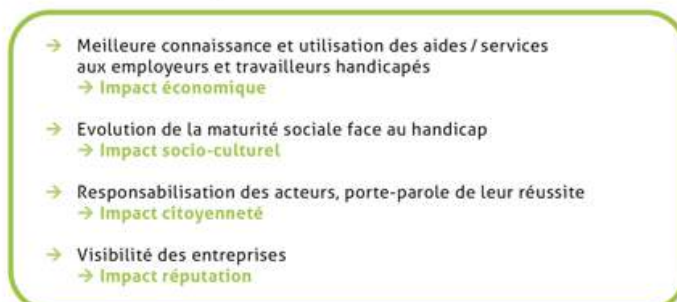 → Meilleure connaissance et utilisation des aides / services
aux employeurs et travailleurs handicapés
→ Impact économique
→ Evolution de la maturité sociale face au handicap
→ Impact socio-culturel
→ Responsabilisation des acteurs, porte-parole de leur réussite
→ Impact citoyenneté
→ Visibilité des entreprises
→ Impact réputation